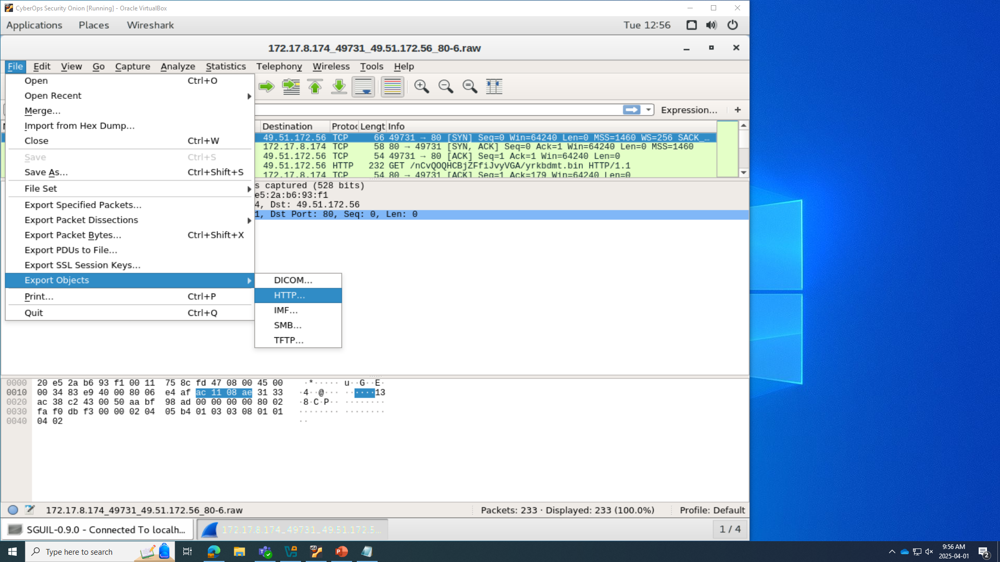 CyberOps Security Onion [Running] - Oracle VirtualBox
Applications Places Wireshark Tue 12:56
172.17.8.174_49731_49.51.172.56_80-6.raw
File Edit View Go Capture Analyze Statistics Telephony Wireless Tools Help
Open Ctrl+O
Open Recent
Merge...
Import from Hex Dump...
Close Ctrl+W
Save Ctrl+S
Save As... Ctrl+Shift+S
File Set
Export Specified Packets...
Export Packet Dissections
Export Packet Bytes... Ctrl+Shift+X
Export PDUs to File...
Export SSL Session Keys...
Export Objects
Print... Ctrl+P
Quit Ctrl+Q
DICOM...
HTTP...
IMF...
SMB...
TFTP...
Expression... +
Destination Protoc Lengt Info
49.51.172.56 TCP 66 49731 → 80 [SYN] Seq=0 Win=64240 Len=0 MSS=1460 WS=256 SACK_...
172.17.8.174 TCP 58 80 → 49731 [SYN, ACK] Seq=0 Ack=1 Win=64240 Len=0 MSS=1460
49.51.172.56 TCP 54 49731 → 80 [ACK] Seq=1 Ack=1 Win=64240 Len=0
49.51.172.56 HTTP 232 GET /nCvQOQHCBjZFfiJvyVGA/yrkbdmt.bin HTTP/1.1
172.17.8.174 TCP 54 80 → 49731 [ACK] Seq=1 Ack=179 Win=64240 Len=0
s captured (528 bits)
e5:2a:b6:93:f1
4, Dst: 49.51.172.56
1, Dst Port: 80, Seq: 0, Len: 0
0000 20 e5 2a b6 93 f1 00 11 75 8c fd 47 08 00 45 00 ·*····· u··G··E·
0010 00 34 83 e9 40 00 80 06 e4 af ac 11 08 ae 31 33 ·4··@··· ······13
0020 ac 38 c2 43 00 50 aa bf 98 ad 00 00 00 00 80 02 ·8·C·P·· ········
0030 fa f0 db f3 00 00 02 04 05 b4 01 03 03 08 01 01 ········ ········
0040 04 02 ··
172.17.8.174_49731_49.51.172.56_80-6.raw Packets: 233 · Displayed: 233 (100.0%) Profile: Default
SGUIL-0.9.0 - Connected To localh... 172.17.8.174_49731_49.51.172.5... 1 / 4
Type here to search
9:56 AM
2025-04-01
2